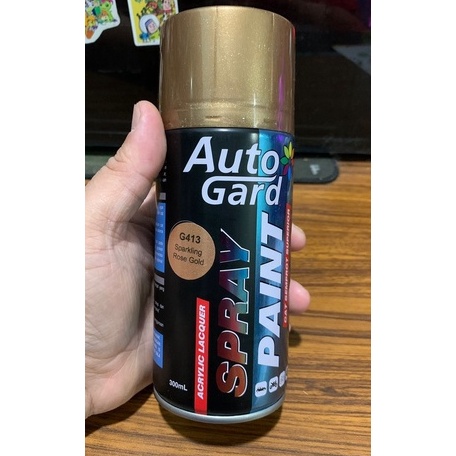 Auto
Gard
G413
Sparkling
Rose Gold
SPRAY
PAINT
ACRYLIC LACQUER
300mL